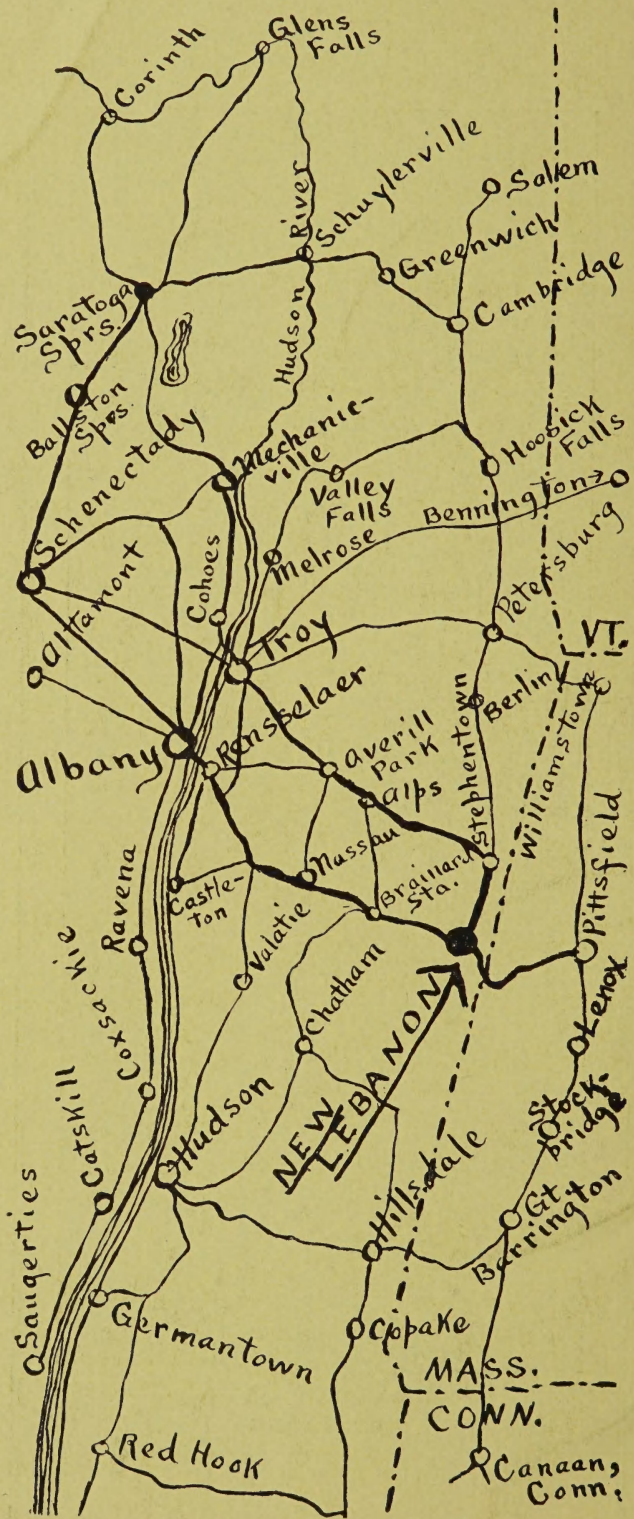 Corinth
Glens
Falls
River
Hudson
Schuylerville
Salem
Greenwich
Cambridge
Saratoga
Sprs.
Ballston
Sprs.
Schenectady
Mechanic-
ville
Valley
Falls
Hoosick
Falls
Bennington→
Altamont
Cohoes
Melrose
Petersburg
Troy
VT.
Albany
Rensselaer
Averill
Park
Alps
Stephentown
Berlin
Williamstown
Nassau
Castle-
ton
Brainard
Sta.
Pittsfield
Ravena
Valatie
Coxsackie
Chatham
Lenox
NEW
LEBANON
Stock-
bridge
Catskill
Hudson
Hillsdale
Gt.
Barrington
Saugerties
Germantown
Copake
MASS.
CONN.
Red Hook
Canaan,
Conn.